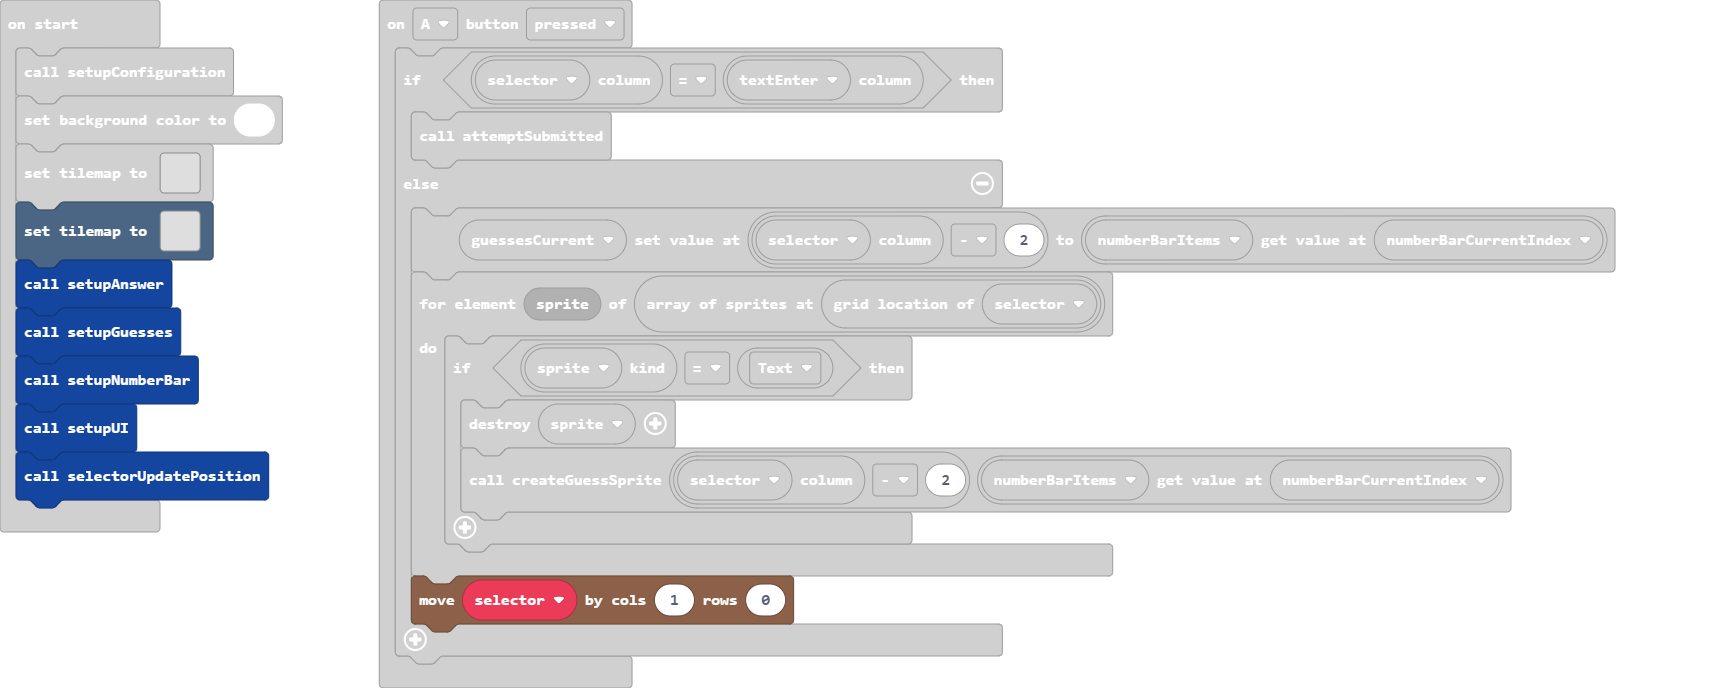 on start
call setupConfiguration
set background color to
set tilemap to
set tilemap to
call setupAnswer
call setupGuesses
call setupNumberBar
call setupUI
call selectorUpdatePosition
on A button pressed
if selector column = textEnter column then
call attemptSubmitted
else
guessesCurrent set value at selector column - 2 to numberBarItems get value at numberBarCurrentIndex
for element sprite of array of sprites at grid location of selector
do
if sprite kind = Text then
destroy sprite
call createGuessSprite selector column - 2 numberBarItems get value at numberBarCurrentIndex
move selector by cols 1 rows 0